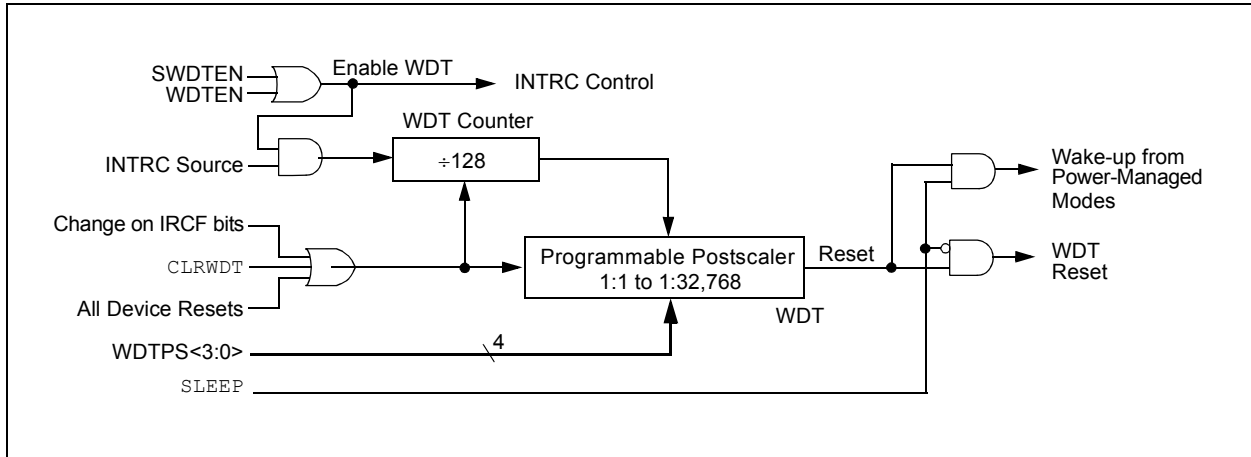 SWDTEN
WDTEN
Enable WDT
INTRC Control
WDT Counter
INTRC Source
÷128
Wake-up from
Power-Managed
Modes
Change on IRCF bits
CLRWDT
All Device Resets
Programmable Postscaler
1:1 to 1:32,768
Reset
WDT
Reset
WDT
WDTPS<3:0>
4
SLEEP